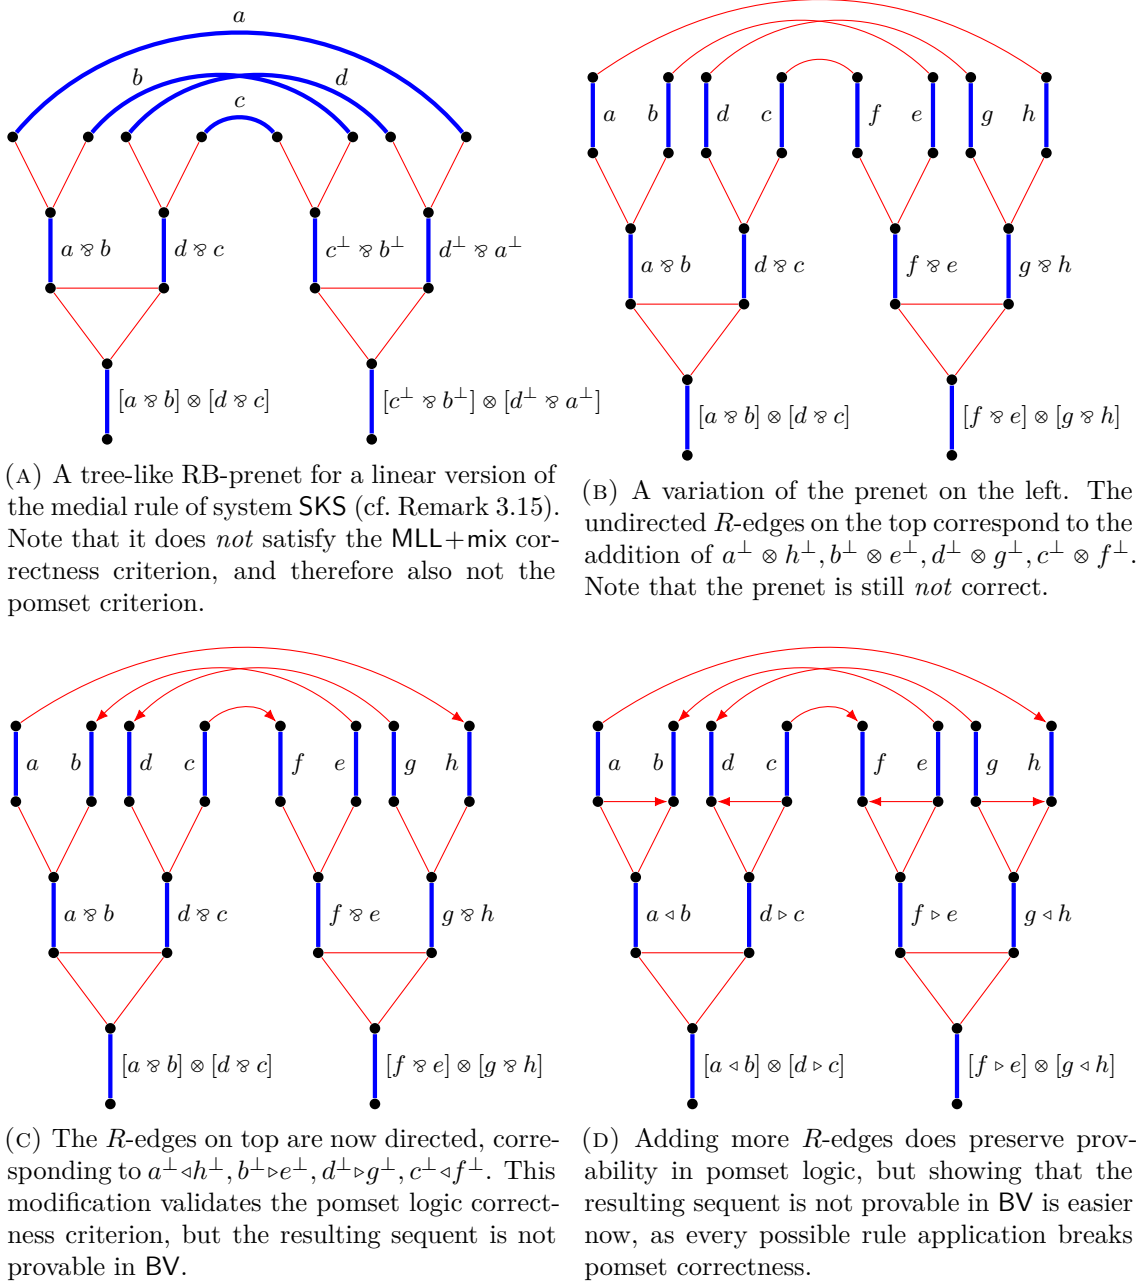 a
b
d
c
a ⅋ b
d ⅋ c
c⊥ ⅋ b⊥
d⊥ ⅋ a⊥
[a ⅋ b] ⊗ [d ⅋ c]
[c⊥ ⅋ b⊥] ⊗ [d⊥ ⅋ a⊥]
(A) A tree-like RB-prenet for a linear version of
the medial rule of system SKS (cf. Remark 3.15).
Note that it does not satisfy the MLL+mix cor-
rectness criterion, and therefore also not the
pomset criterion.
a b d c f e g h
a ⅋ b
d ⅋ c
f ⅋ e
g ⅋ h
[a ⅋ b] ⊗ [d ⅋ c]
[f ⅋ e] ⊗ [g ⅋ h]
(B) A variation of the prenet on the left. The
undirected R-edges on the top correspond to the
addition of a⊥ ⊗ h⊥, b⊥ ⊗ e⊥, d⊥ ⊗ g⊥, c⊥ ⊗ f⊥.
Note that the prenet is still not correct.
a b d c f e g h
a ⅋ b
d ⅋ c
f ⅋ e
g ⅋ h
[a ⅋ b] ⊗ [d ⅋ c]
[f ⅋ e] ⊗ [g ⅋ h]
(C) The R-edges on top are now directed, corre-
sponding to a⊥◃h⊥, b⊥▹e⊥, d⊥▹g⊥, c⊥◃f⊥. This
modification validates the pomset logic correct-
ness criterion, but the resulting sequent is not
provable in BV.
a b d c f e g h
a ◃ b
d ▹ c
f ▹ e
g ◃ h
[a ◃ b] ⊗ [d ▹ c]
[f ▹ e] ⊗ [g ◃ h]
(D) Adding more R-edges does preserve prov-
ability in pomset logic, but showing that the
resulting sequent is not provable in BV is easier
now, as every possible rule application breaks
pomset correctness.